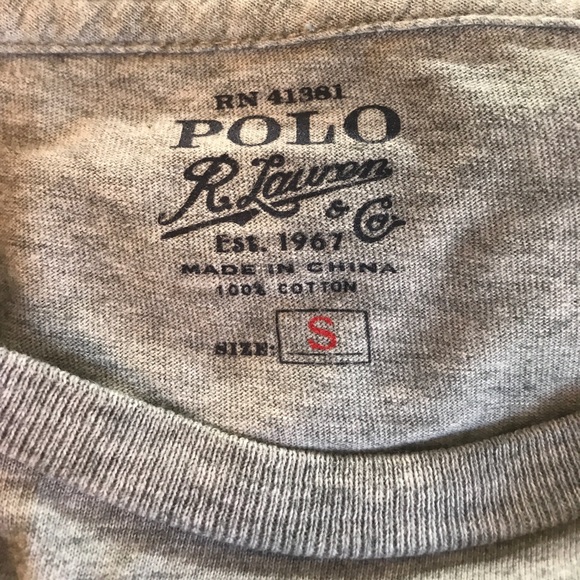 RN 41381
POLO
R. Lauren
& Co
Est. 1967
MADE IN CHINA
100% COTTON
SIZE: S